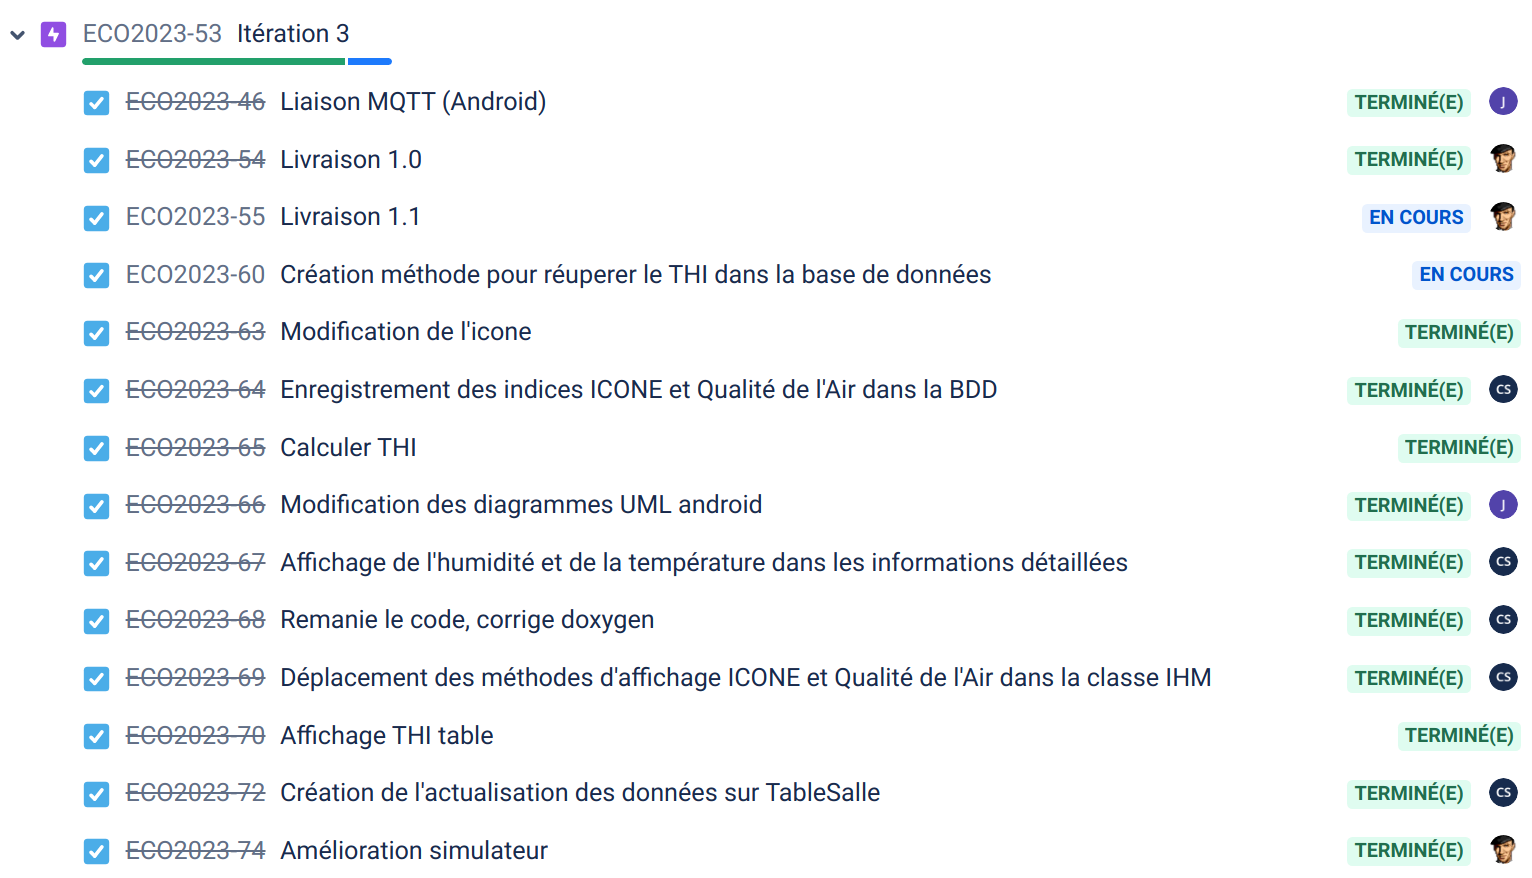 ECO2023-53 Itération 3
ECO2023-46 Liaison MQTT (Android) TERMINÉ(E) J
ECO2023-54 Livraison 1.0 TERMINÉ(E)
ECO2023-55 Livraison 1.1 EN COURS
ECO2023-60 Création méthode pour réuperer le THI dans la base de données EN COURS
ECO2023-63 Modification de l'icone TERMINÉ(E)
ECO2023-64 Enregistrement des indices ICONE et Qualité de l'Air dans la BDD TERMINÉ(E) CS
ECO2023-65 Calculer THI TERMINÉ(E)
ECO2023-66 Modification des diagrammes UML android TERMINÉ(E) J
ECO2023-67 Affichage de l'humidité et de la température dans les informations détaillées TERMINÉ(E) CS
ECO2023-68 Remanie le code, corrige doxygen TERMINÉ(E) CS
ECO2023-69 Déplacement des méthodes d'affichage ICONE et Qualité de l'Air dans la classe IHM TERMINÉ(E) CS
ECO2023-70 Affichage THI table TERMINÉ(E)
ECO2023-72 Création de l'actualisation des données sur TableSalle TERMINÉ(E) CS
ECO2023-74 Amélioration simulateur TERMINÉ(E)